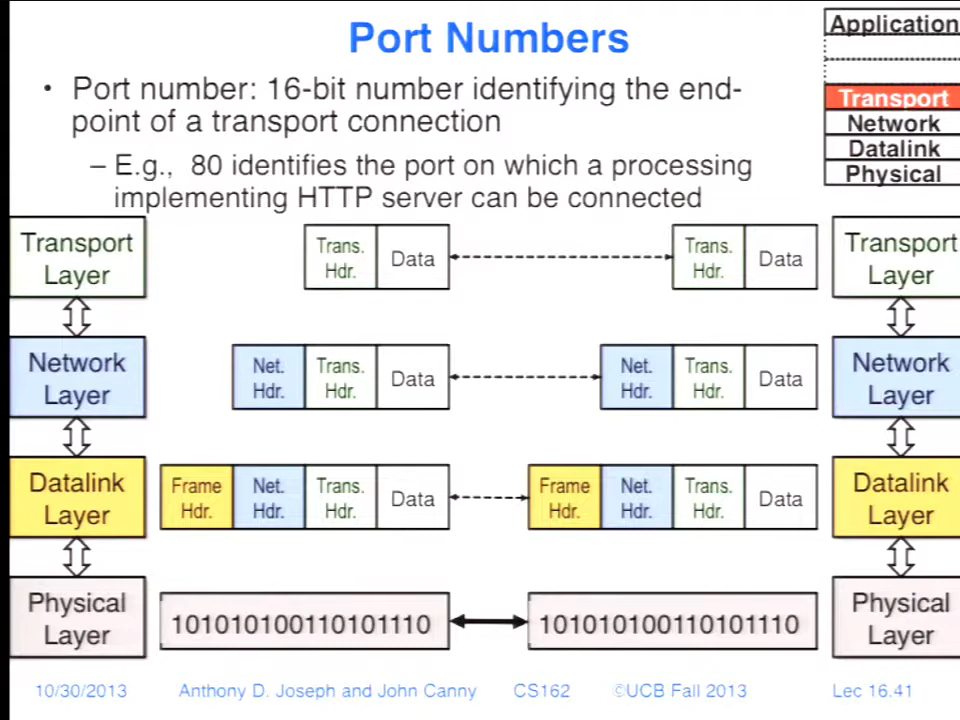 Port Numbers
Application
Transport
Network
Datalink
Physical
• Port number: 16-bit number identifying the end-
point of a transport connection
– E.g., 80 identifies the port on which a processing
implementing HTTP server can be connected
Transport
Layer
Trans.
Hdr.
Data
Trans.
Hdr.
Data
Transport
Layer
Network
Layer
Net.
Hdr.
Trans.
Hdr.
Data
Net.
Hdr.
Trans.
Hdr.
Data
Network
Layer
Datalink
Layer
Frame
Hdr.
Net.
Hdr.
Trans.
Hdr.
Data
Frame
Hdr.
Net.
Hdr.
Trans.
Hdr.
Data
Datalink
Layer
Physical
Layer
101010100110101110
101010100110101110
Physical
Layer
10/30/2013 Anthony D. Joseph and John Canny CS162 ©UCB Fall 2013 Lec 16.41